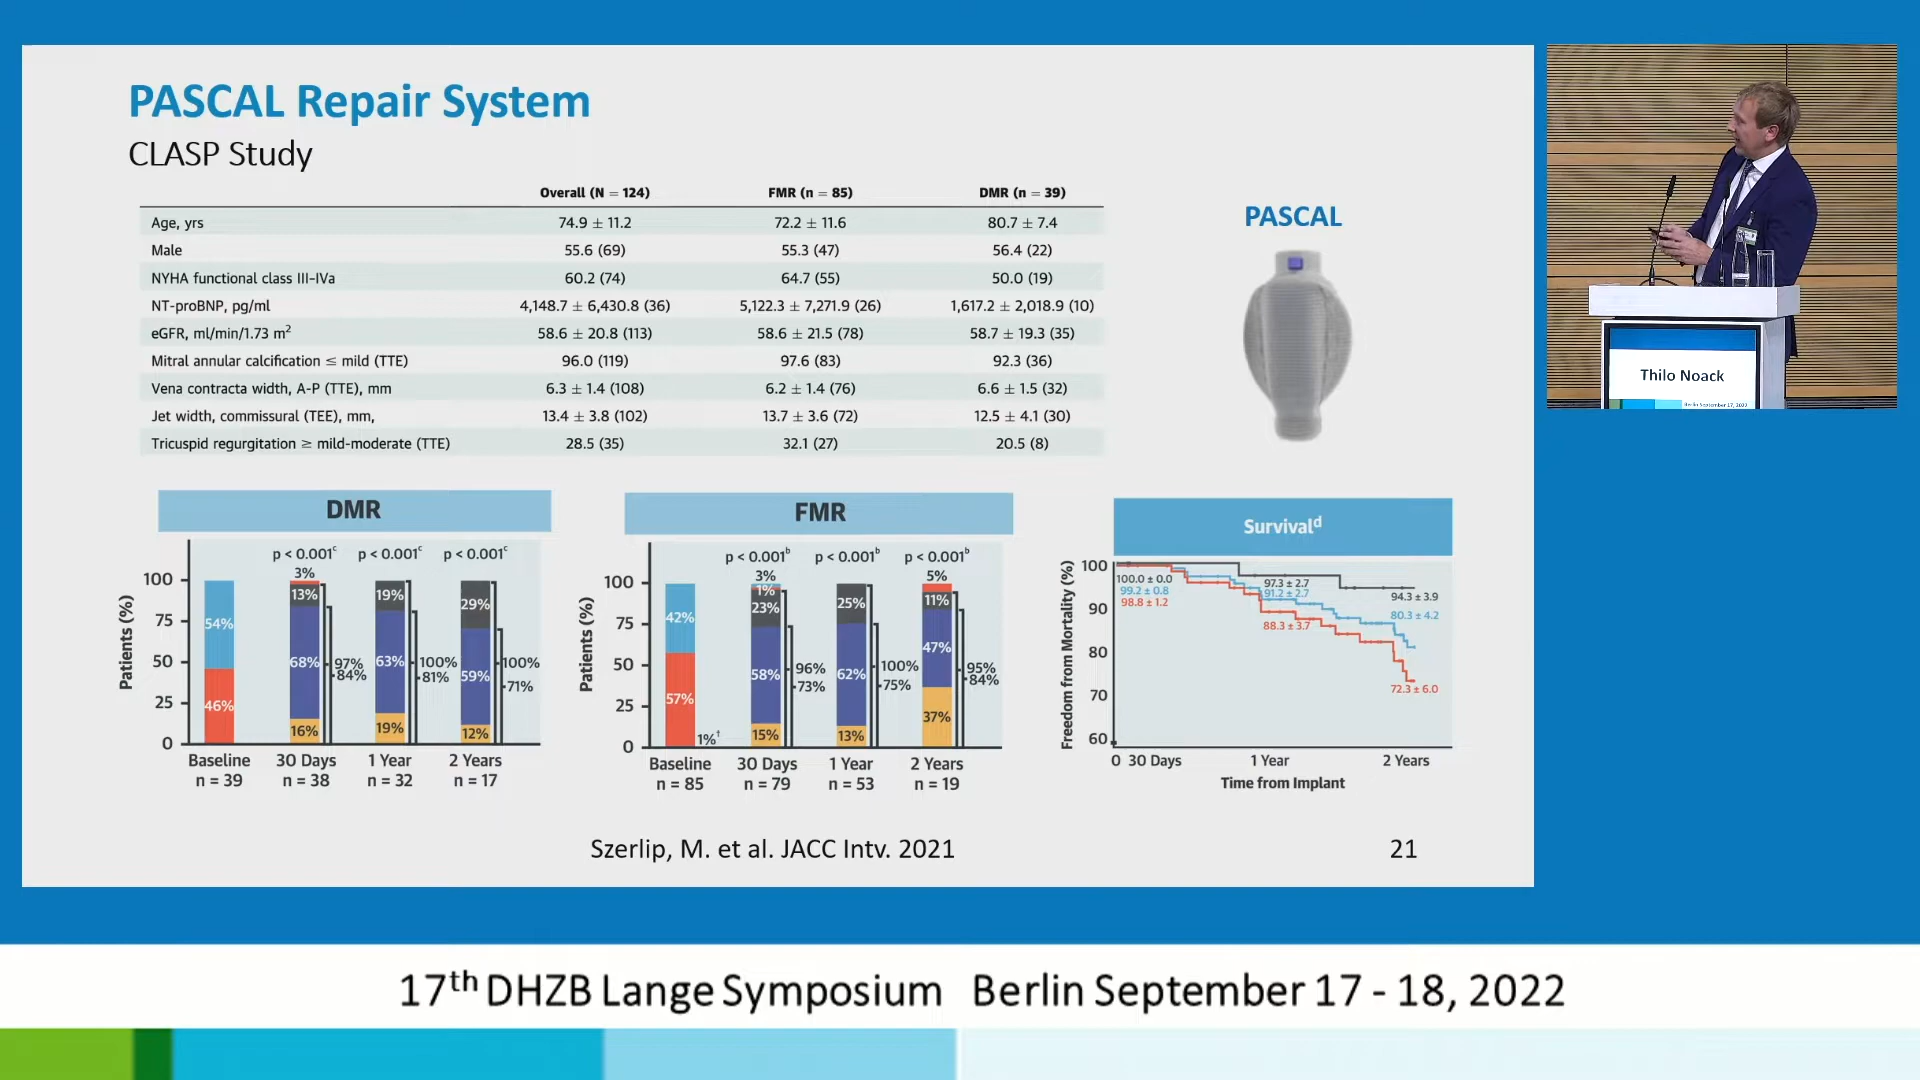 PASCAL Repair System
CLASP Study
Overall (N = 124) FMR (n = 85) DMR (n = 39)
Age, yrs 74.9 ± 11.2 72.2 ± 11.6 80.7 ± 7.4
Male 55.6 (69) 55.3 (47) 56.4 (22)
NYHA functional class III–IVa 60.2 (74) 64.7 (55) 50.0 (19)
NT-proBNP, pg/ml 4,148.7 ± 6,430.8 (36) 5,122.3 ± 7,271.9 (26) 1,617.2 ± 2,018.9 (10)
eGFR, ml/min/1.73 m² 58.6 ± 20.8 (113) 58.6 ± 21.5 (78) 58.7 ± 19.3 (35)
Mitral annular calcification ≤ mild (TTE) 96.0 (119) 97.6 (83) 92.3 (36)
Vena contracta width, A-P (TTE), mm 6.3 ± 1.4 (108) 6.2 ± 1.4 (76) 6.6 ± 1.5 (32)
Jet width, commissural (TEE), mm, 13.4 ± 3.8 (102) 13.7 ± 3.6 (72) 12.5 ± 4.1 (30)
Tricuspid regurgitation ≥ mild-moderate (TTE) 28.5 (35) 32.1 (27) 20.5 (8)
PASCAL
DMR
p < 0.001ᶜ p < 0.001ᶜ p < 0.001ᶜ
Patients (%)
100
75
50
25
0
54%
46%
3%
13%
68%
16%
97%
84%
19%
63%
19%
100%
81%
29%
59%
12%
100%
71%
Baseline 30 Days 1 Year 2 Years
n = 39 n = 38 n = 32 n = 17
FMR
p < 0.001ᵇ p < 0.001ᵇ p < 0.001ᵇ
Patients (%)
100
75
50
25
0
42%
57%
1%†
3%
1%
23%
58%
15%
96%
73%
25%
62%
13%
100%
75%
5%
11%
47%
37%
95%
84%
Baseline 30 Days 1 Year 2 Years
n = 85 n = 79 n = 53 n = 19
Survivalᵈ
Freedom from Mortality (%)
100
90
80
70
60
100.0 ± 0.0
99.2 ± 0.8
98.8 ± 1.2
97.3 ± 2.7
91.2 ± 2.7
88.3 ± 3.7
94.3 ± 3.9
80.3 ± 4.2
72.3 ± 6.0
0 30 Days 1 Year 2 Years
Time from Implant
Szerlip, M. et al. JACC Intv. 2021
21
Thilo Noack
Berlin September 17, 2022
17th DHZB Lange Symposium Berlin September 17 - 18, 2022